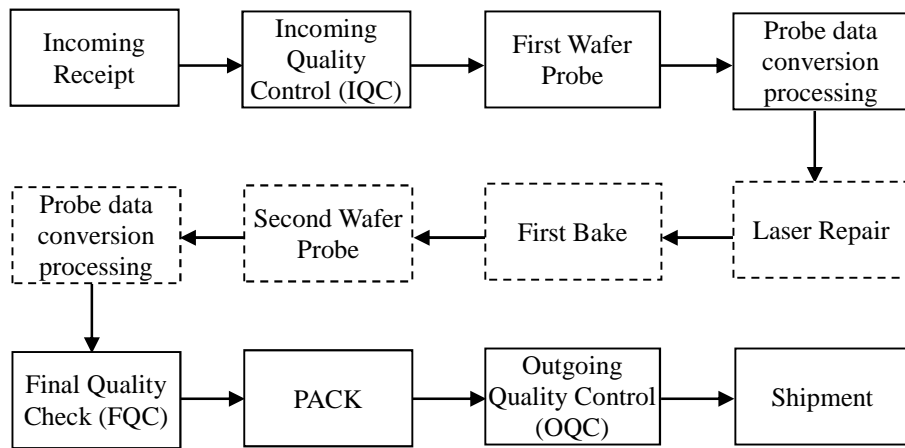 Incoming
Receipt
Incoming
Quality
Control (IQC)
First Wafer
Probe
Probe data
conversion
processing
Laser Repair
First Bake
Second Wafer
Probe
Probe data
conversion
processing
Final Quality
Check (FQC)
PACK
Outgoing
Quality Control
(OQC)
Shipment